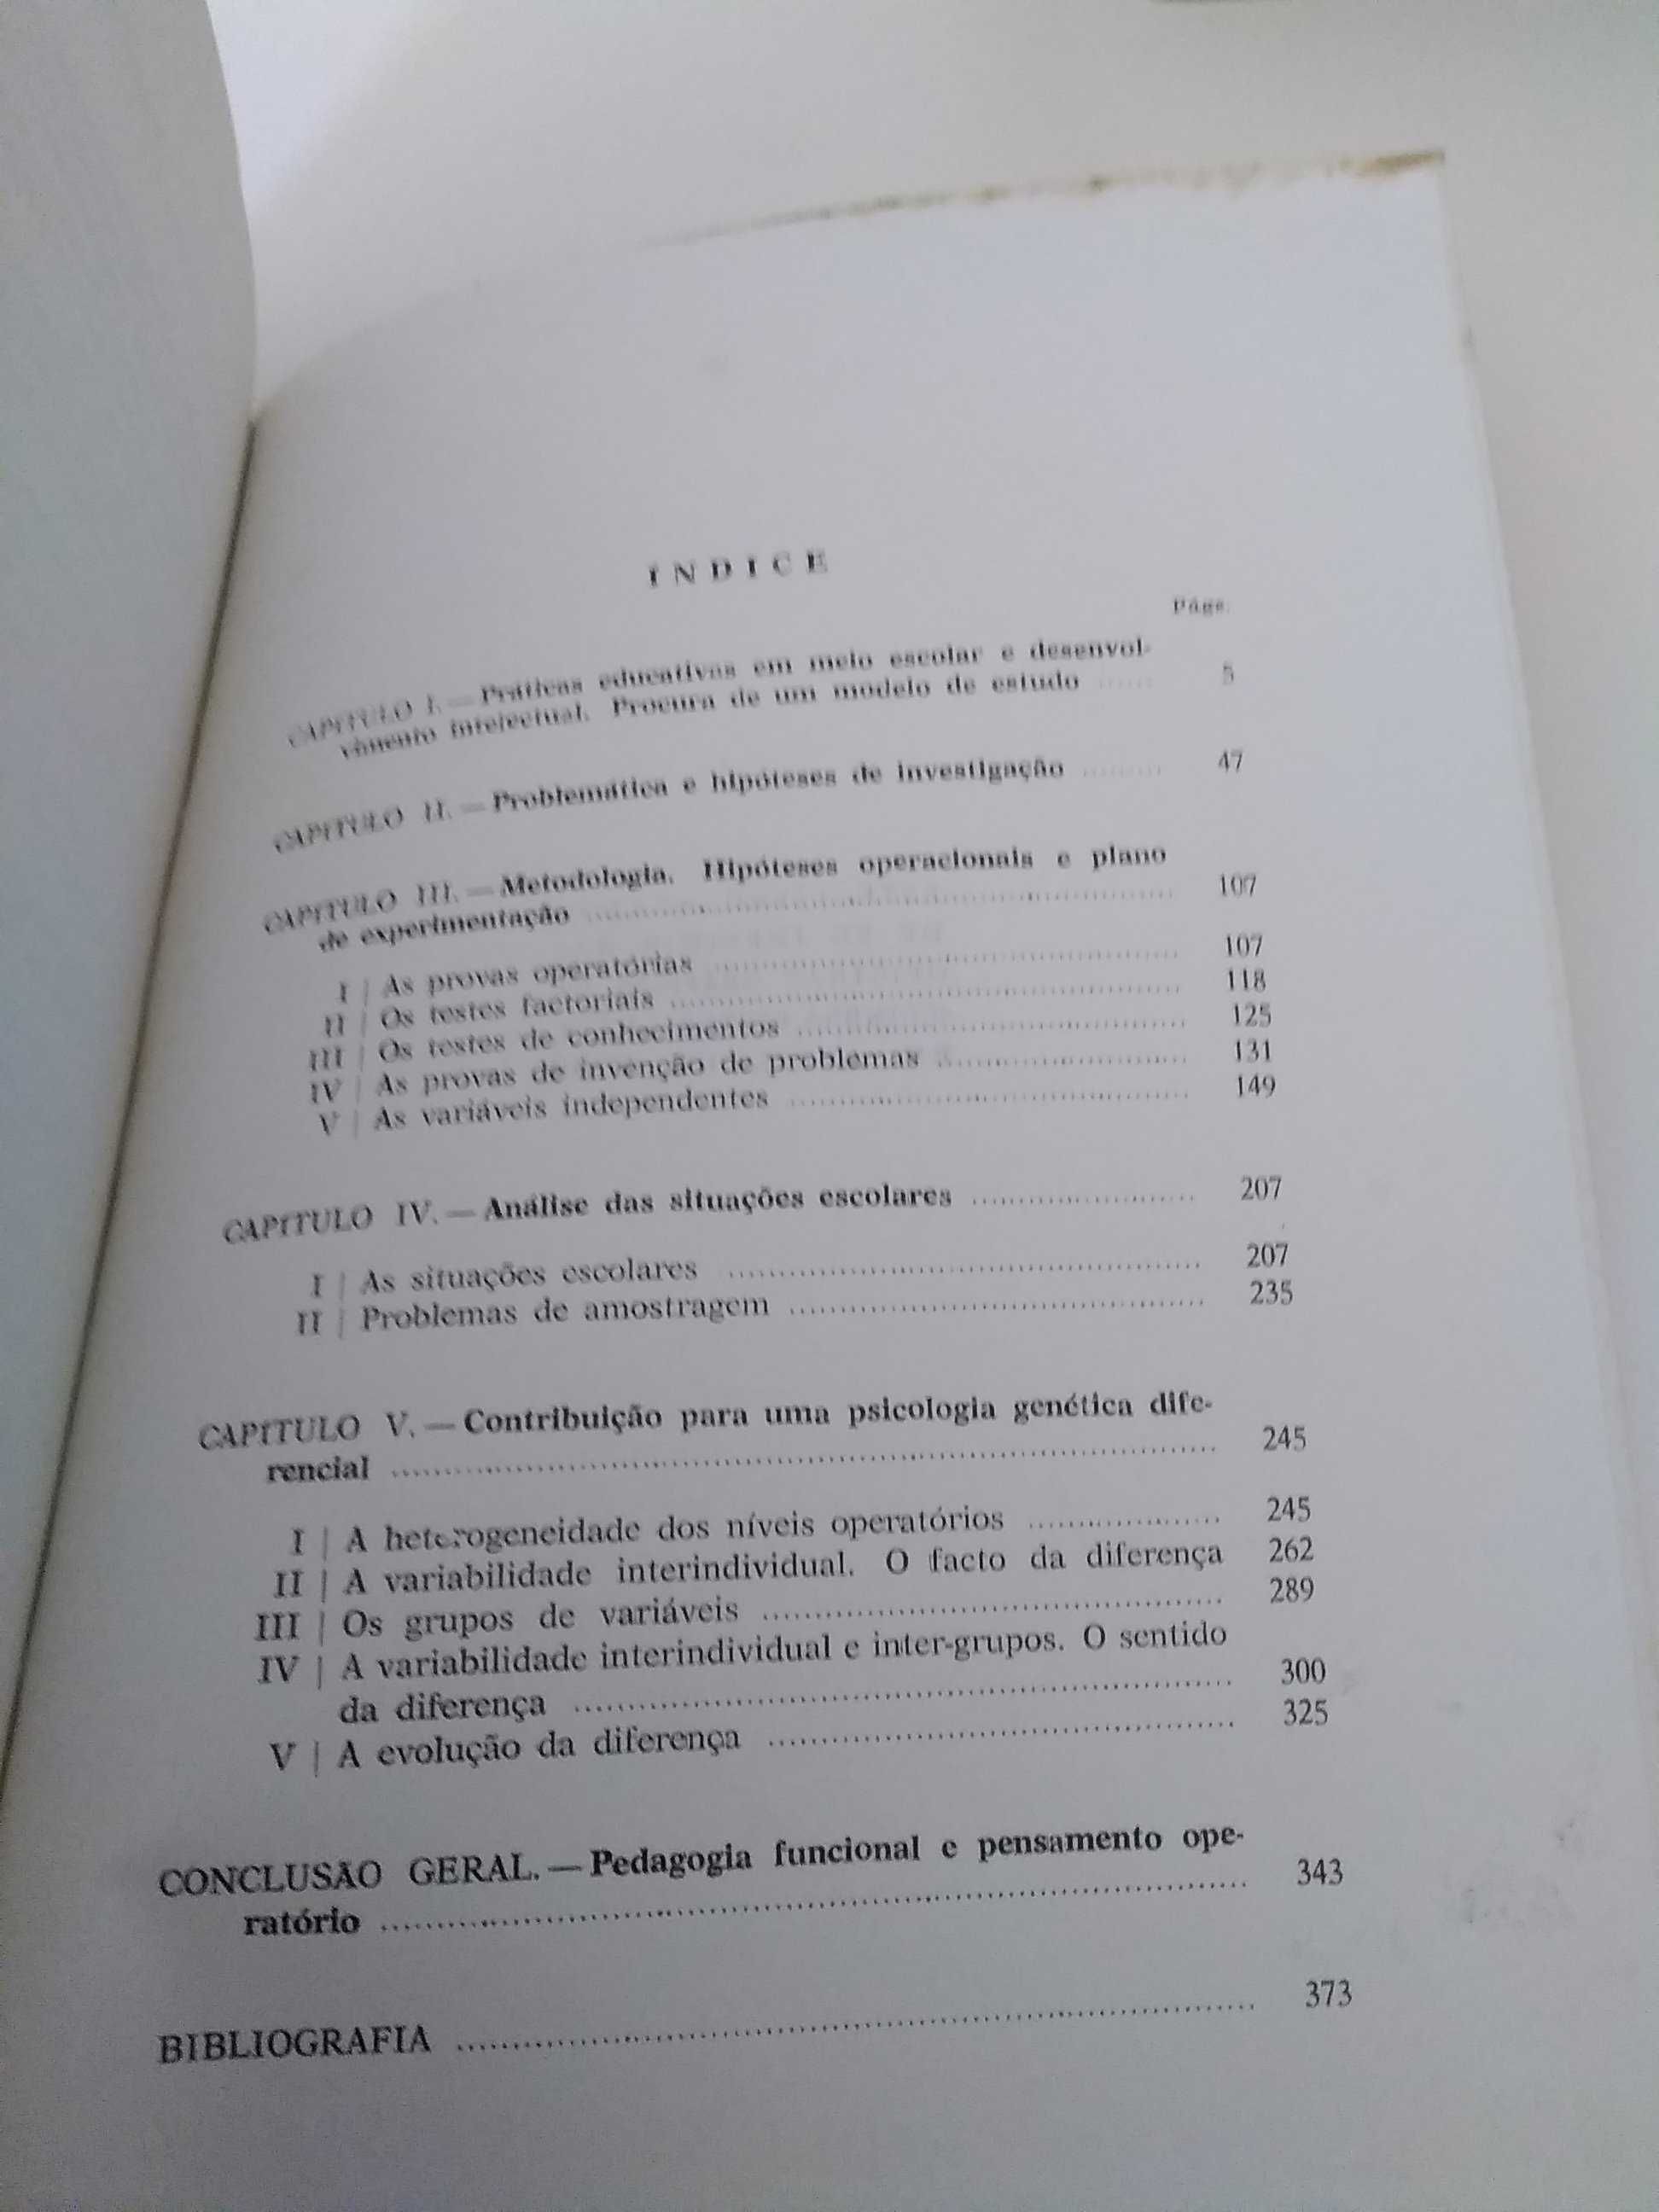 INDICE
Págs.
CAPITULO I. — Práticas educativas em meio escolar e desenvol-
vimento intelectual. Procura de um modelo de estudo ...... 5
CAPITULO II. — Problemática e hipóteses de investigação ......... 47
CAPITULO III. — Metodologia. Hipóteses operacionais e plano
de experimentação ........................ 107
I | As provas operatórias ........................ 107
II | Os testes factoriais ........................ 118
III | Os testes de conhecimentos ........................ 125
IV | As provas de invenção de problemas ........................ 131
V | As variáveis independentes ........................ 149
CAPITULO IV. — Análise das situações escolares ........................ 207
I | As situações escolares ........................ 207
II | Problemas de amostragem ........................ 235
CAPITULO V. — Contribuição para uma psicologia genética dife-
rencial ........................ 245
I | A heterogeneidade dos níveis operatórios ........................ 245
II | A variabilidade interindividual. O facto da diferença 262
III | Os grupos de variáveis ........................ 289
IV | A variabilidade interindividual e inter-grupos. O sentido
da diferença ........................ 300
V | A evolução da diferença ........................ 325
CONCLUSÃO GERAL. — Pedagogia funcional e pensamento ope-
ratório ........................ 343
BIBLIOGRAFIA ........................ 373